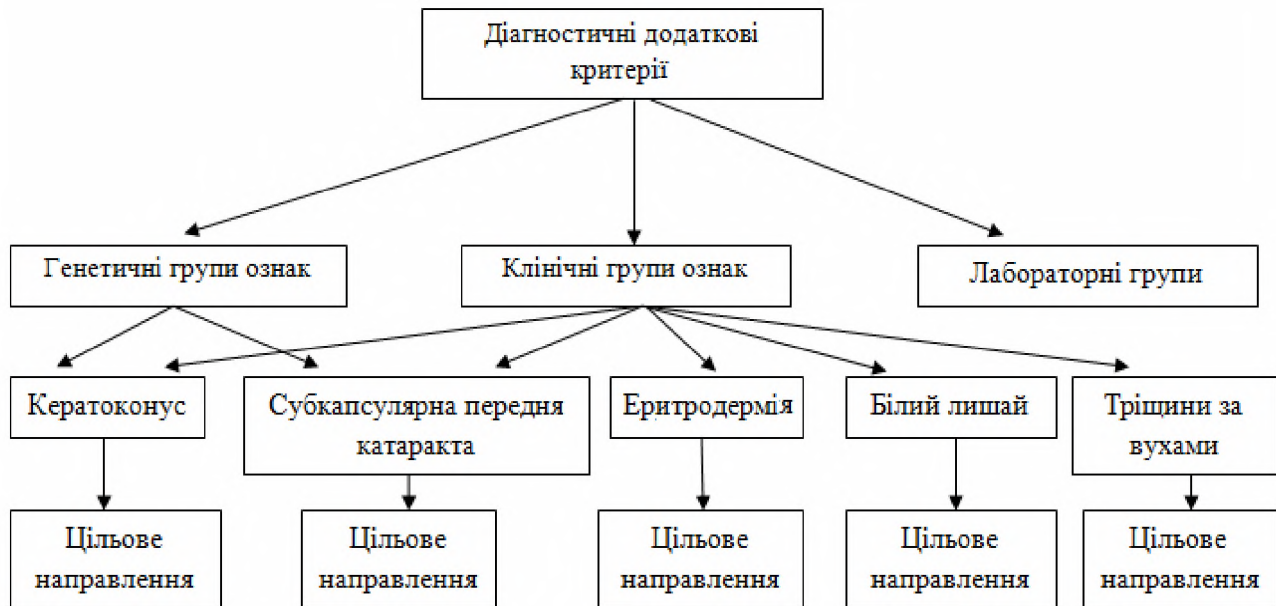 Діагностичні додаткові
критерії
Генетичні групи ознак
Клінічні групи ознак
Лабораторні групи
Кератоконус
Субкапсулярна передня
катаракта
Еритродермія
Білий лишай
Тріщини за
вухами
Цільове
направлення
Цільове
направлення
Цільове
направлення
Цільове
направлення
Цільове
направлення